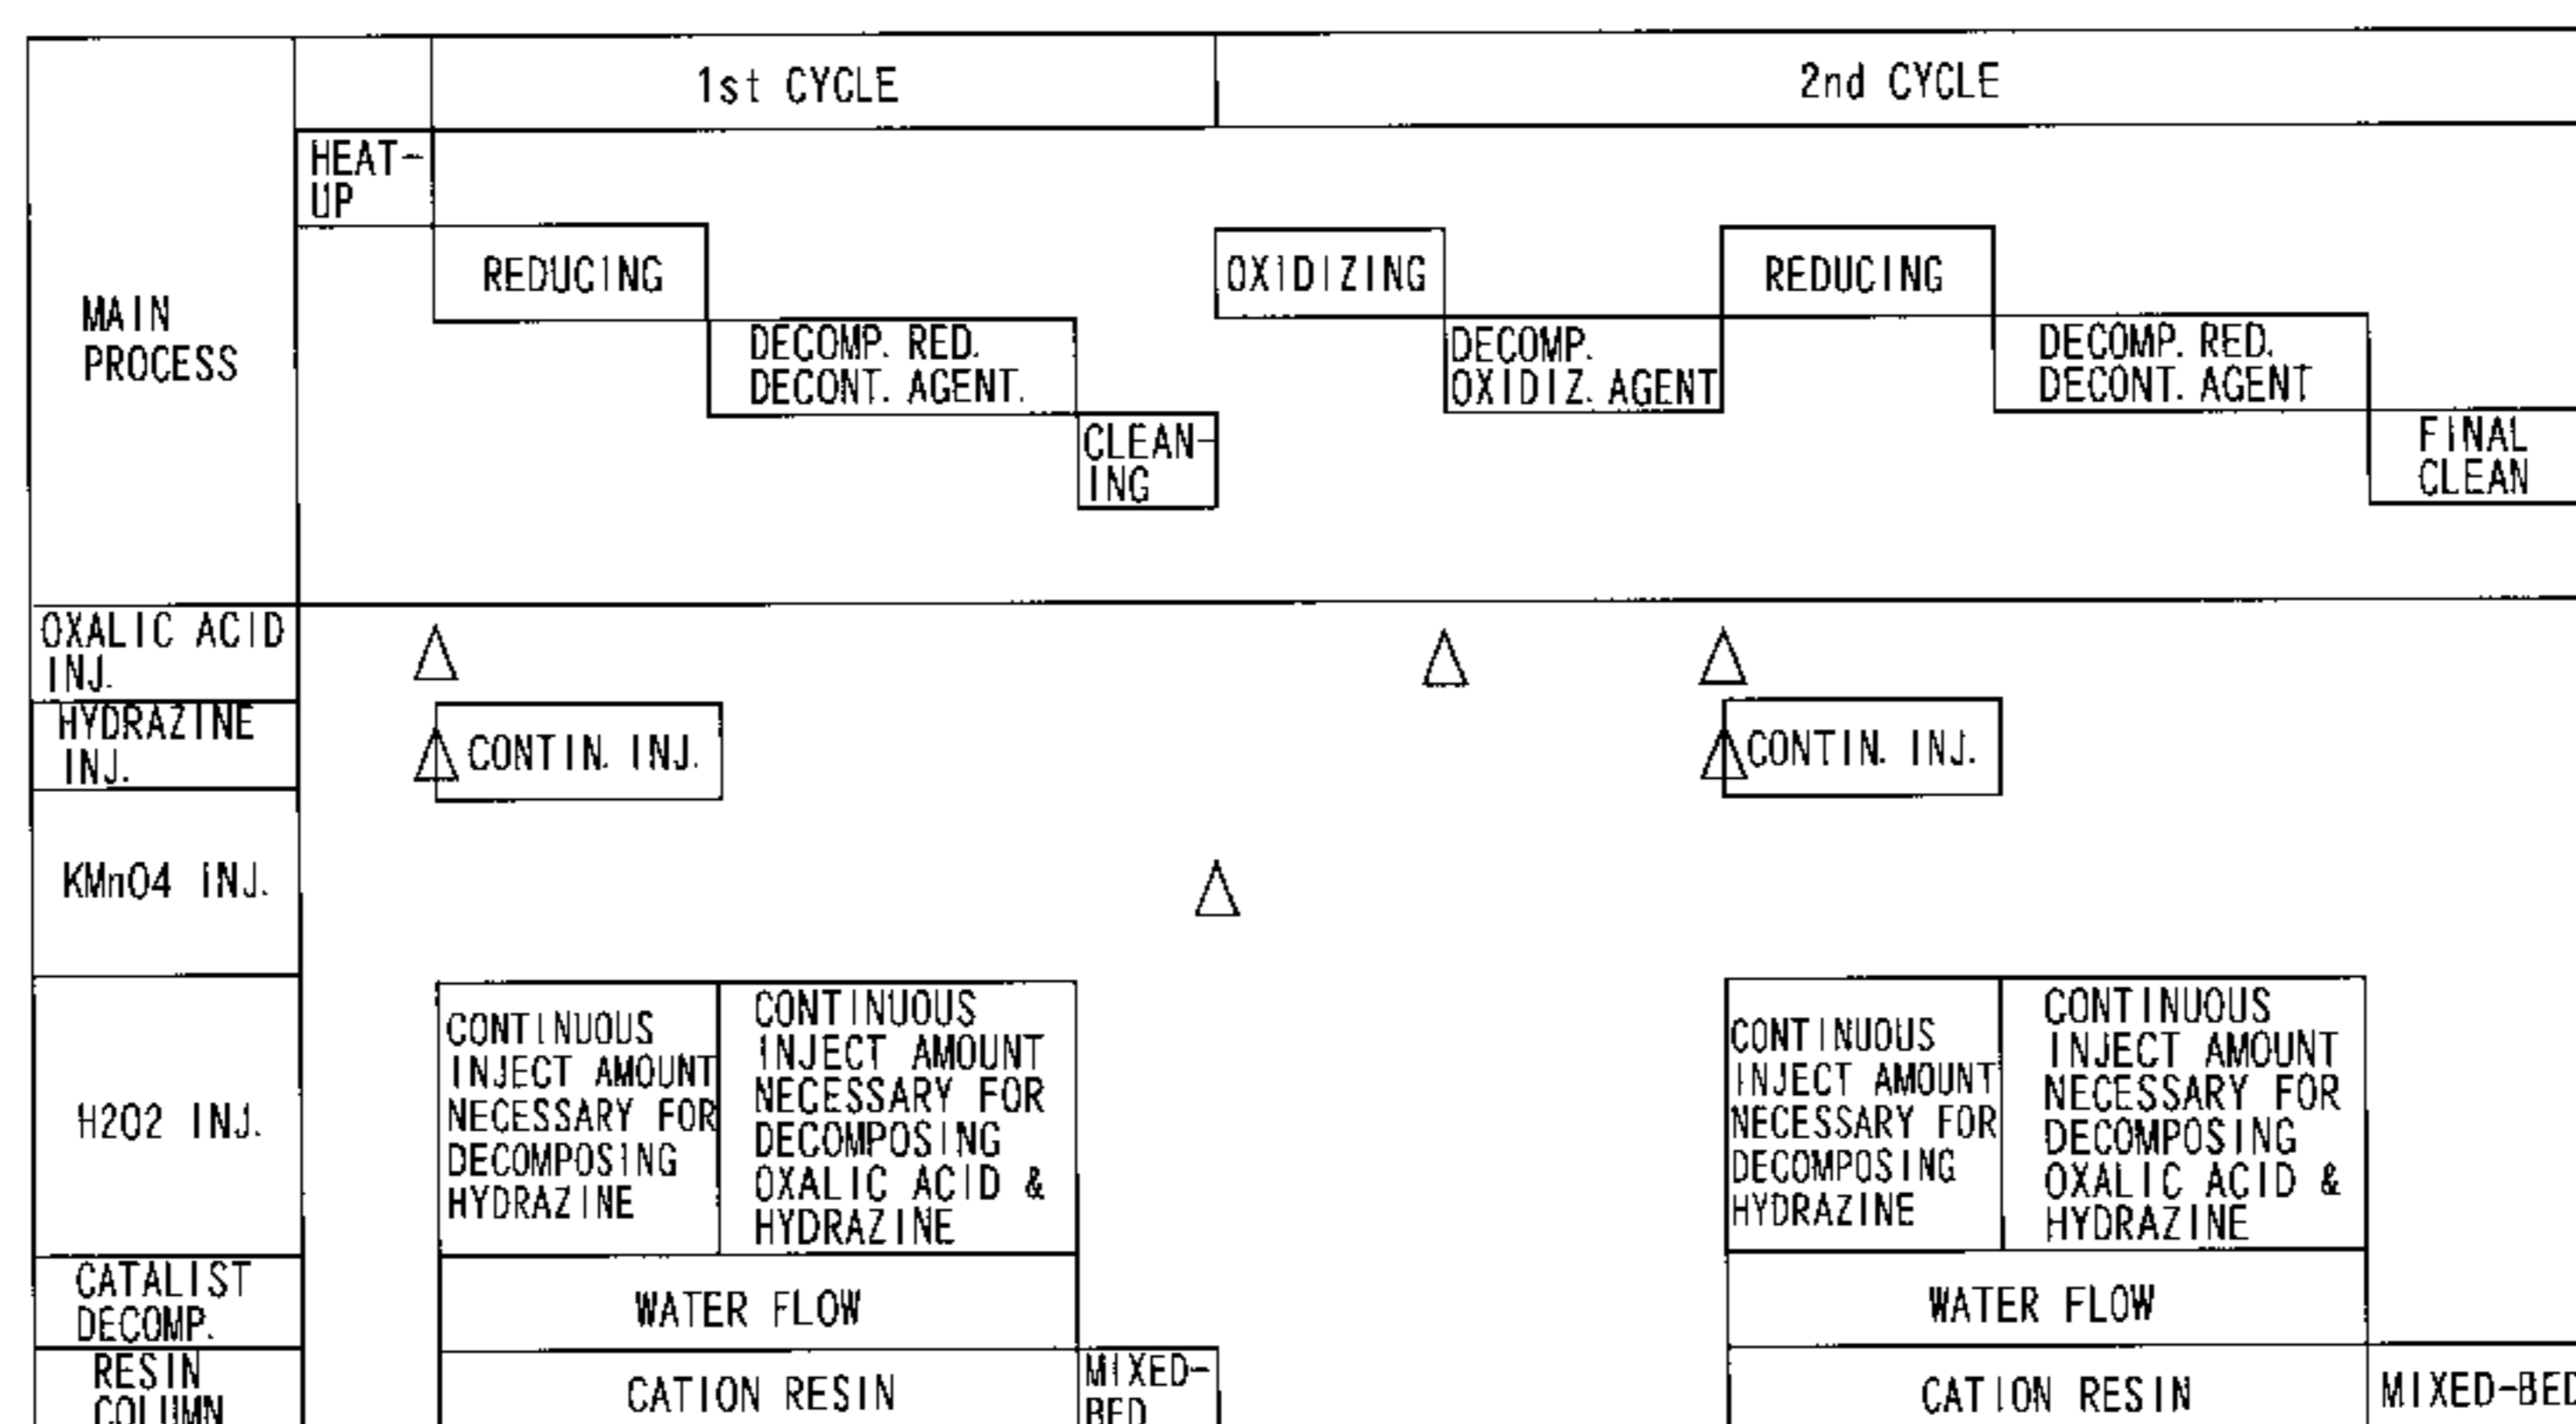 1st CYCLE
2nd CYCLE
MAIN
PROCESS
HEAT-
UP
REDUCING
DECOMP. RED.
DECONT. AGENT.
CLEAN-
ING
OXIDIZING
DECOMP.
OXIDIZ. AGENT
REDUCING
DECOMP. RED.
DECONT. AGENT
FINAL
CLEAN
OXALIC ACID
INJ.
HYDRAZINE
INJ.
CONTIN. INJ.
CONTIN. INJ.
KMnO4 INJ.
H2O2 INJ.
CONTINUOUS
INJECT AMOUNT
NECESSARY FOR
DECOMPOSING
HYDRAZINE
CONTINUOUS
INJECT AMOUNT
NECESSARY FOR
DECOMPOSING
OXALIC ACID &
HYDRAZINE
CONTINUOUS
INJECT AMOUNT
NECESSARY FOR
DECOMPOSING
HYDRAZINE
CONTINUOUS
INJECT AMOUNT
NECESSARY FOR
DECOMPOSING
OXALIC ACID &
HYDRAZINE
CATALIST
DECOMP.
WATER FLOW
WATER FLOW
RESIN
COLUMN
CATION RESIN
MIXED-
BED
CATION RESIN
MIXED-BED